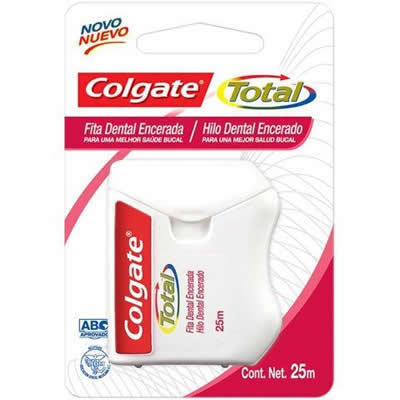 NOVO
NUEVO
Colgate® Total
Fita Dental Encerada
PARA UMA MELHOR SAÚDE BUCAL
Hilo Dental Encerado
PARA UNA MEJOR SALUD BUCAL
Colgate®
Total
Fita Dental Encerada
Hilo Dental Encerado
25m
ABO
APROVADO
Cont. Net. 25m